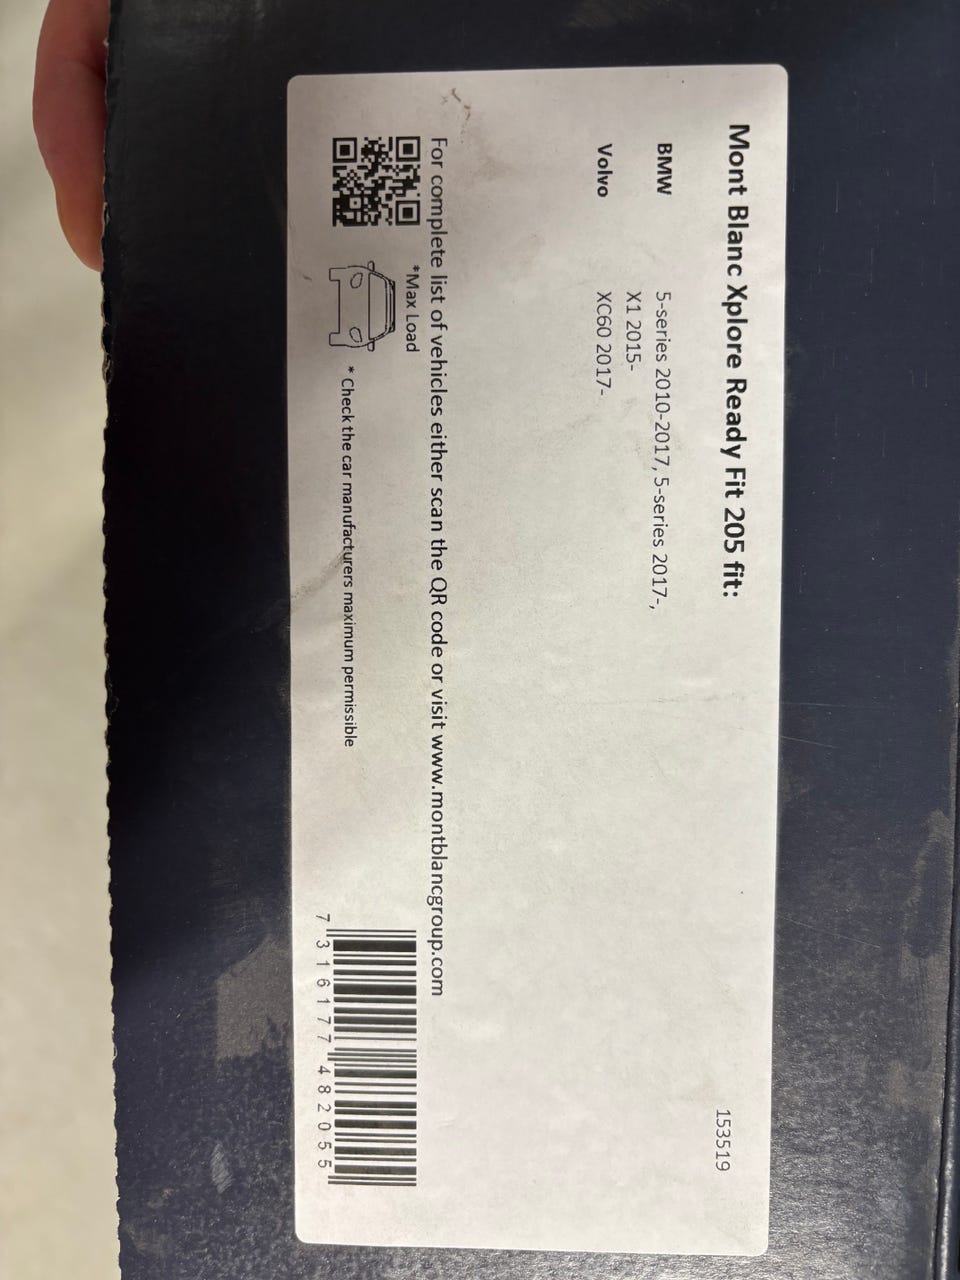 Mont Blanc Xplore Ready Fit 205 fit:
153519
BMW 5-series 2010-2017, 5-series 2017-,
X1 2015-
Volvo XC60 2017-
For complete list of vehicles either scan the QR code or visit www.montblancgroup.com
*Max Load
* Check the car manufacturers maximum permissible
7 316177 482055